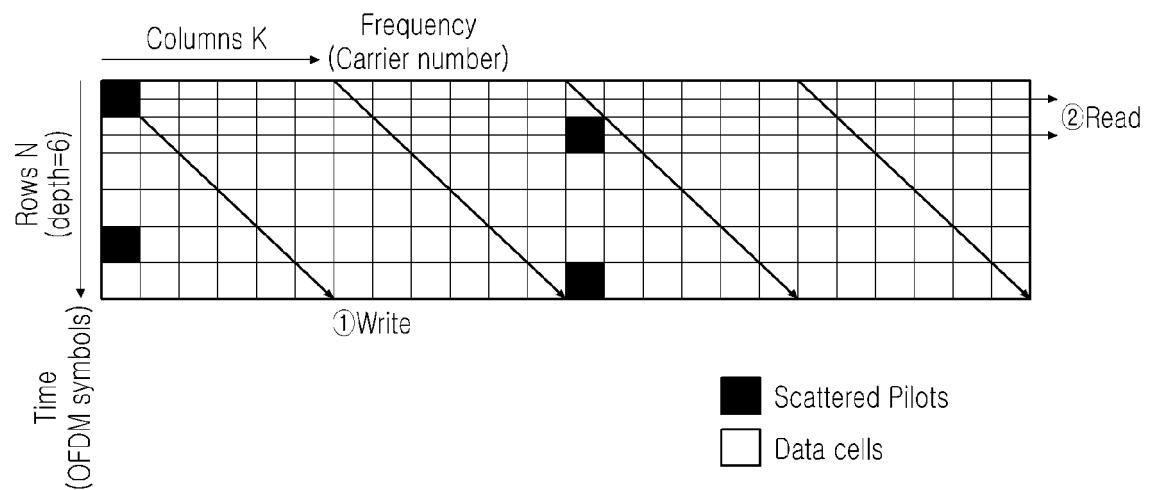 Columns K
Frequency
(Carrier number)
②Read
Rows N
(depth=6)
Time
(OFDM symbols)
①Write
Scattered Pilots
Data cells